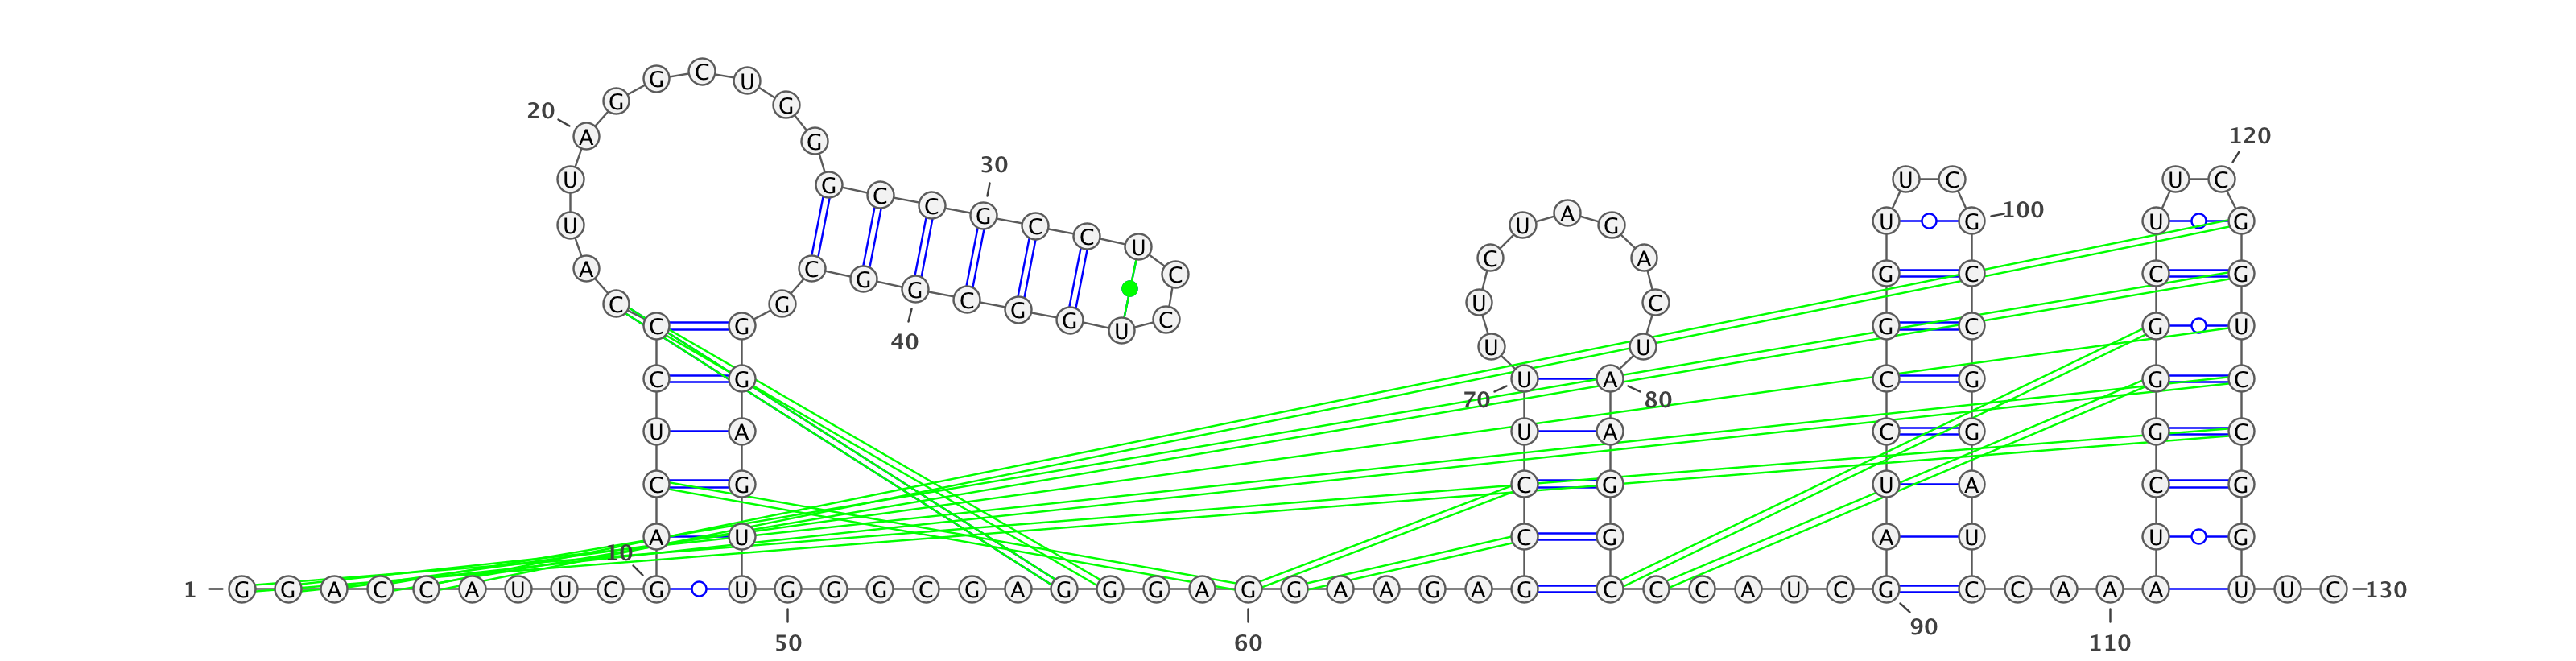 1
G G A C C A U U C
10
G A C U C C C A U U
20
A G G C U G G G C C
30
G C C U C C U G G C
40
G G C G G G A G U U
50
G G G C G A G G G A
60
G G A A G A G C C U
70
U U U C U A G A C U
80
A A G G C C C A U C
90
G A U C C G G U U C
100
G C C G G A U C C A
110
A A U C G G G C U U
120
C G G U C C G G U U
130
C